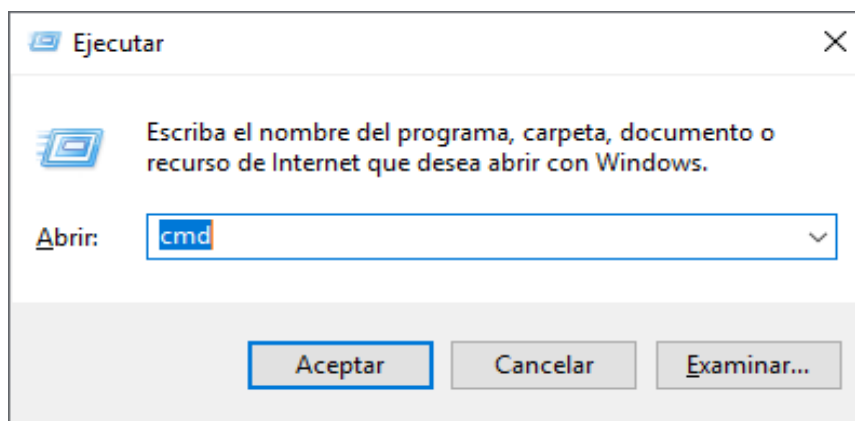 Ejecutar
Escriba el nombre del programa, carpeta, documento o
recurso de Internet que desea abrir con Windows.
Abrir: cmd
Aceptar Cancelar Examinar...